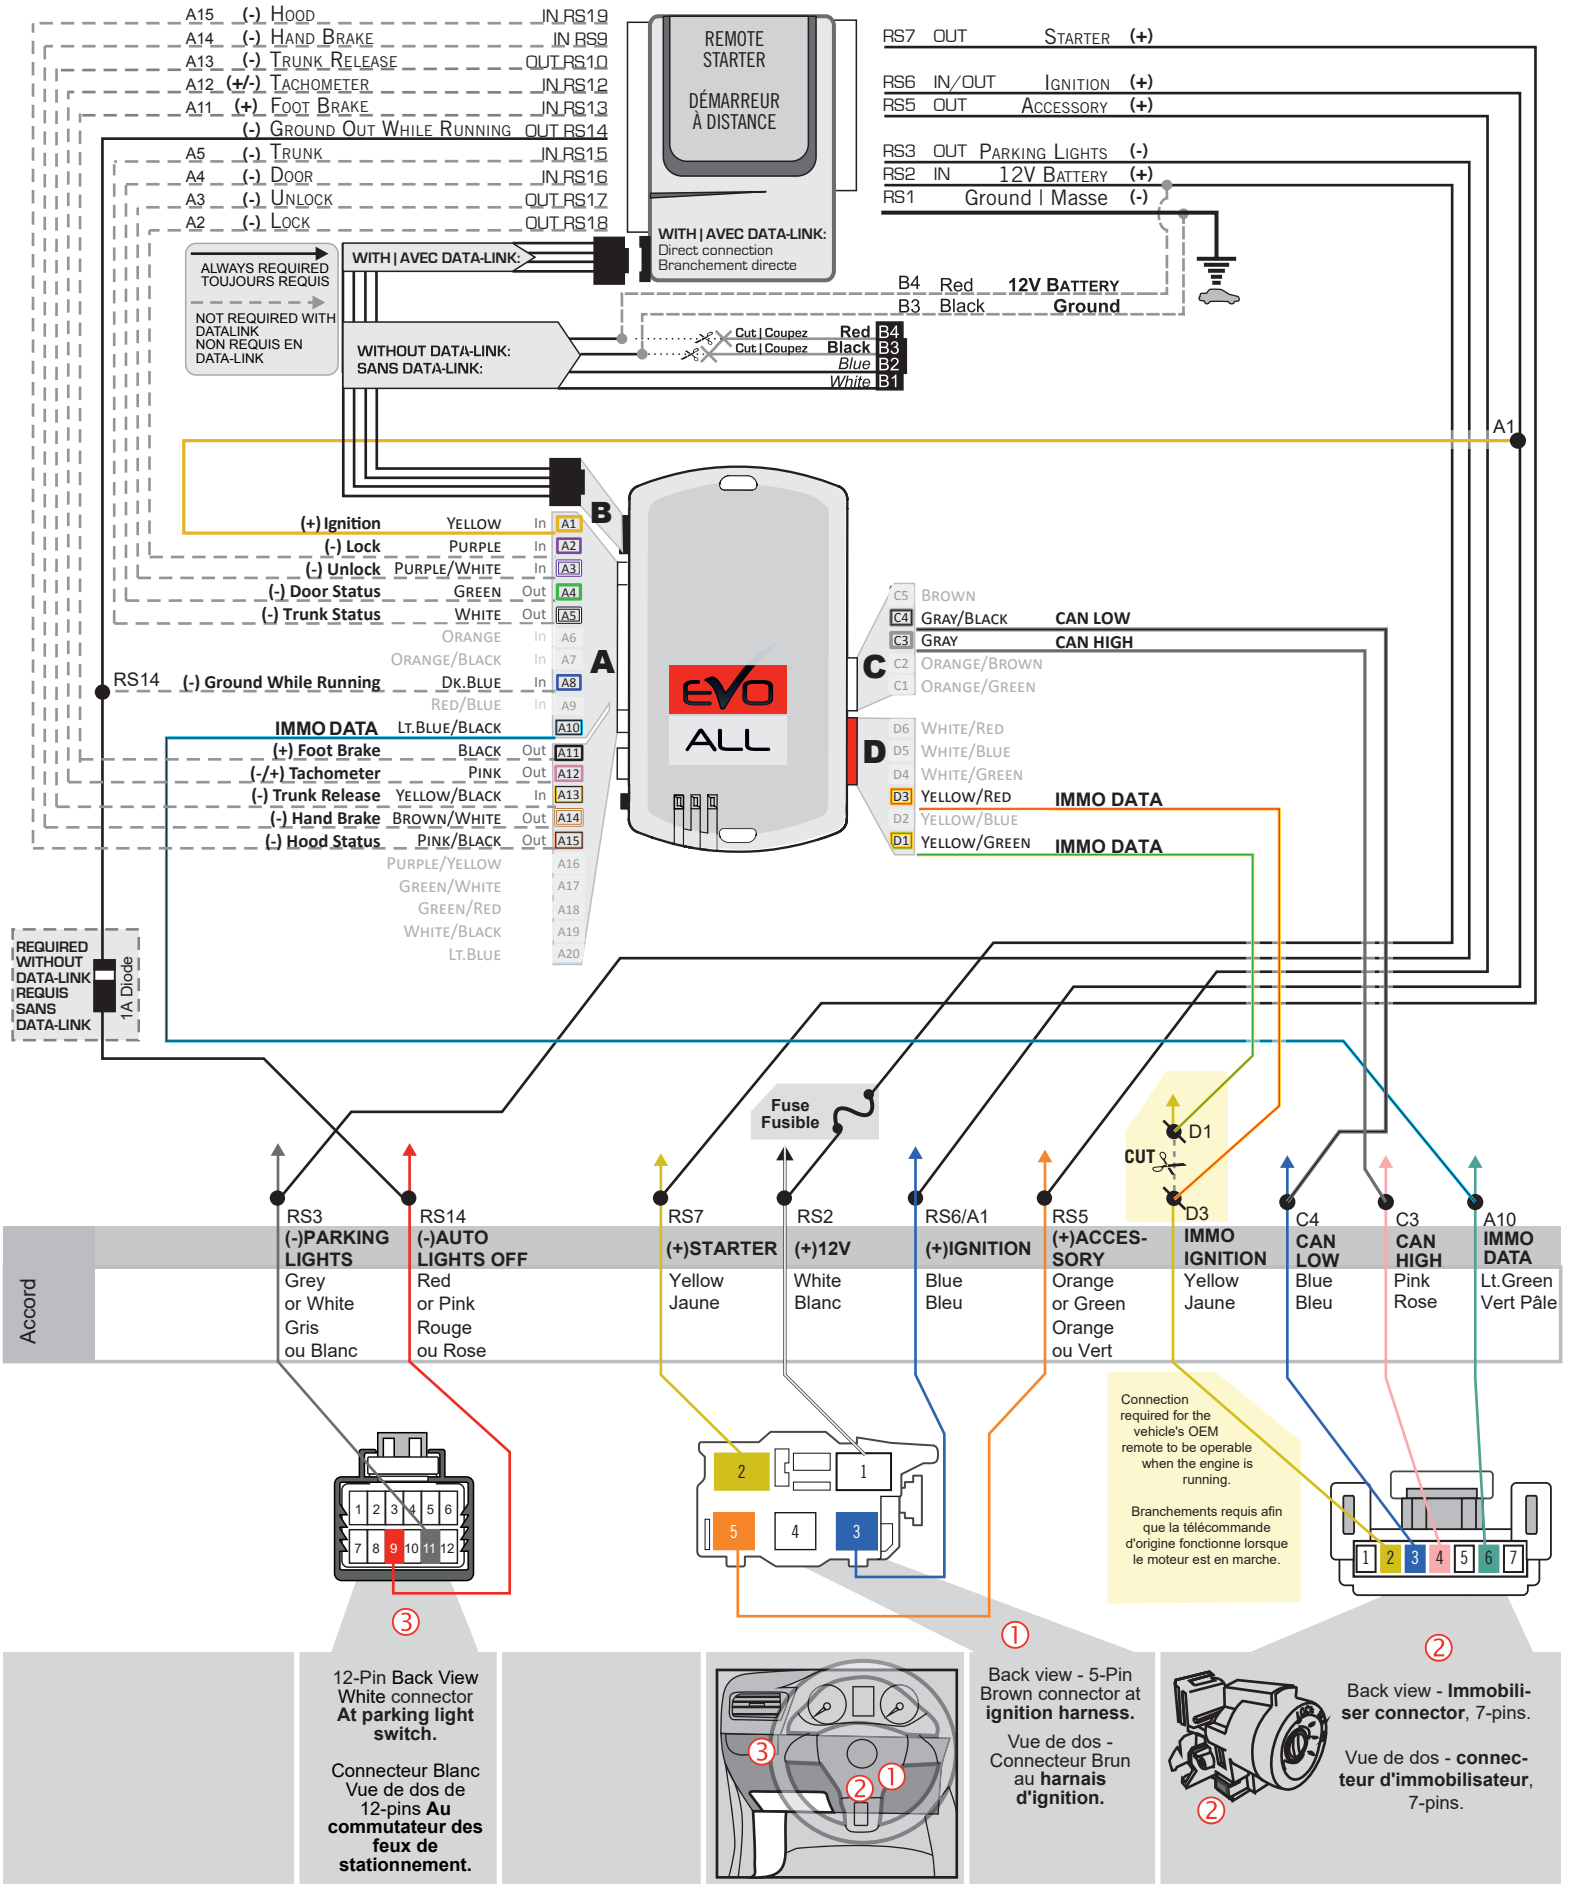 A15 (-) HOOD IN RS19
A14 (-) HAND BRAKE IN RS9
A13 (-) TRUNK RELEASE OUT RS10
A12 (+/-) TACHOMETER IN RS12
A11 (+) FOOT BRAKE IN RS13
(-) GROUND OUT WHILE RUNNING OUT RS14
A5 (-) TRUNK IN RS15
A4 (-) DOOR IN RS16
A3 (-) UNLOCK OUT RS17
A2 (-) LOCK OUT RS18
REMOTE
STARTER
DÉMARREUR
À DISTANCE
WITH | AVEC DATA-LINK:
Direct connection
Branchement directe
RS7 OUT STARTER (+)
RS6 IN/OUT IGNITION (+)
RS5 OUT ACCESSORY (+)
RS3 OUT PARKING LIGHTS (-)
RS2 IN 12V BATTERY (+)
RS1 Ground | Masse (-)
ALWAYS REQUIRED
TOUJOURS REQUIS
NOT REQUIRED WITH
DATALINK
NON REQUIS EN
DATA-LINK
WITH | AVEC DATA-LINK:
B4 Red 12V BATTERY
B3 Black Ground
WITHOUT DATA-LINK:
SANS DATA-LINK:
Cut | Coupez Red B4
Cut | Coupez Black B3
Blue B2
White B1
A1
B
(+) Ignition YELLOW In A1
(-) Lock PURPLE In A2
(-) Unlock PURPLE/WHITE In A3
(-) Door Status GREEN Out A4
(-) Trunk Status WHITE Out A5
ORANGE In A6
ORANGE/BLACK In A7
RS14 (-) Ground While Running DK.BLUE In A8
RED/BLUE In A9
IMMO DATA LT.BLUE/BLACK A10
(+) Foot Brake BLACK Out A11
(-/+) Tachometer PINK Out A12
(-) Trunk Release YELLOW/BLACK In A13
(-) Hand Brake BROWN/WHITE Out A14
(-) Hood Status PINK/BLACK Out A15
PURPLE/YELLOW A16
GREEN/WHITE A17
GREEN/RED A18
WHITE/BLACK A19
LT.BLUE A20
A
EVO
ALL
C
C5 BROWN
C4 GRAY/BLACK CAN LOW
C3 GRAY CAN HIGH
C2 ORANGE/BROWN
C1 ORANGE/GREEN
D
D6 WHITE/RED
D5 WHITE/BLUE
D4 WHITE/GREEN
D3 YELLOW/RED IMMO DATA
D2 YELLOW/BLUE
D1 YELLOW/GREEN IMMO DATA
REQUIRED
WITHOUT
DATA-LINK
REQUIS
SANS
DATA-LINK
1A Diode
Fuse
Fusible
D1
CUT
D3
RS3
(-)PARKING
LIGHTS
RS14
(-)AUTO
LIGHTS OFF
RS7
(+)STARTER
RS2
(+)12V
RS6/A1
(+)IGNITION
RS5
(+)ACCES-
SORY
IMMO
IGNITION
C4
CAN
LOW
C3
CAN
HIGH
A10
IMMO
DATA
Accord
Grey
or White
Gris
ou Blanc
Red
or Pink
Rouge
ou Rose
Yellow
Jaune
White
Blanc
Blue
Bleu
Orange
or Green
Orange
ou Vert
Yellow
Jaune
Blue
Bleu
Pink
Rose
Lt.Green
Vert Pâle
1 2 3 4 5 6
7 8 9 10 11 12
2 1
5 4 3
Connection
required for the
vehicle's OEM
remote to be operable
when the engine is
running.
Branchements requis afin
que la télécommande
d'origine fonctionne lorsque
le moteur est en marche.
1 2 3 4 5 6 7
3
12-Pin Back View
White connector
At parking light
switch.
Connecteur Blanc
Vue de dos de
12-pins Au
commutateur des
feux de
stationnement.
3
2
1
1
Back view - 5-Pin
Brown connector at
ignition harness.
Vue de dos -
Connecteur Brun
au harnais
d'ignition.
LOCK
2
2
Back view - Immobili-
ser connector, 7-pins.
Vue de dos - connec-
teur d'immobilisateur,
7-pins.